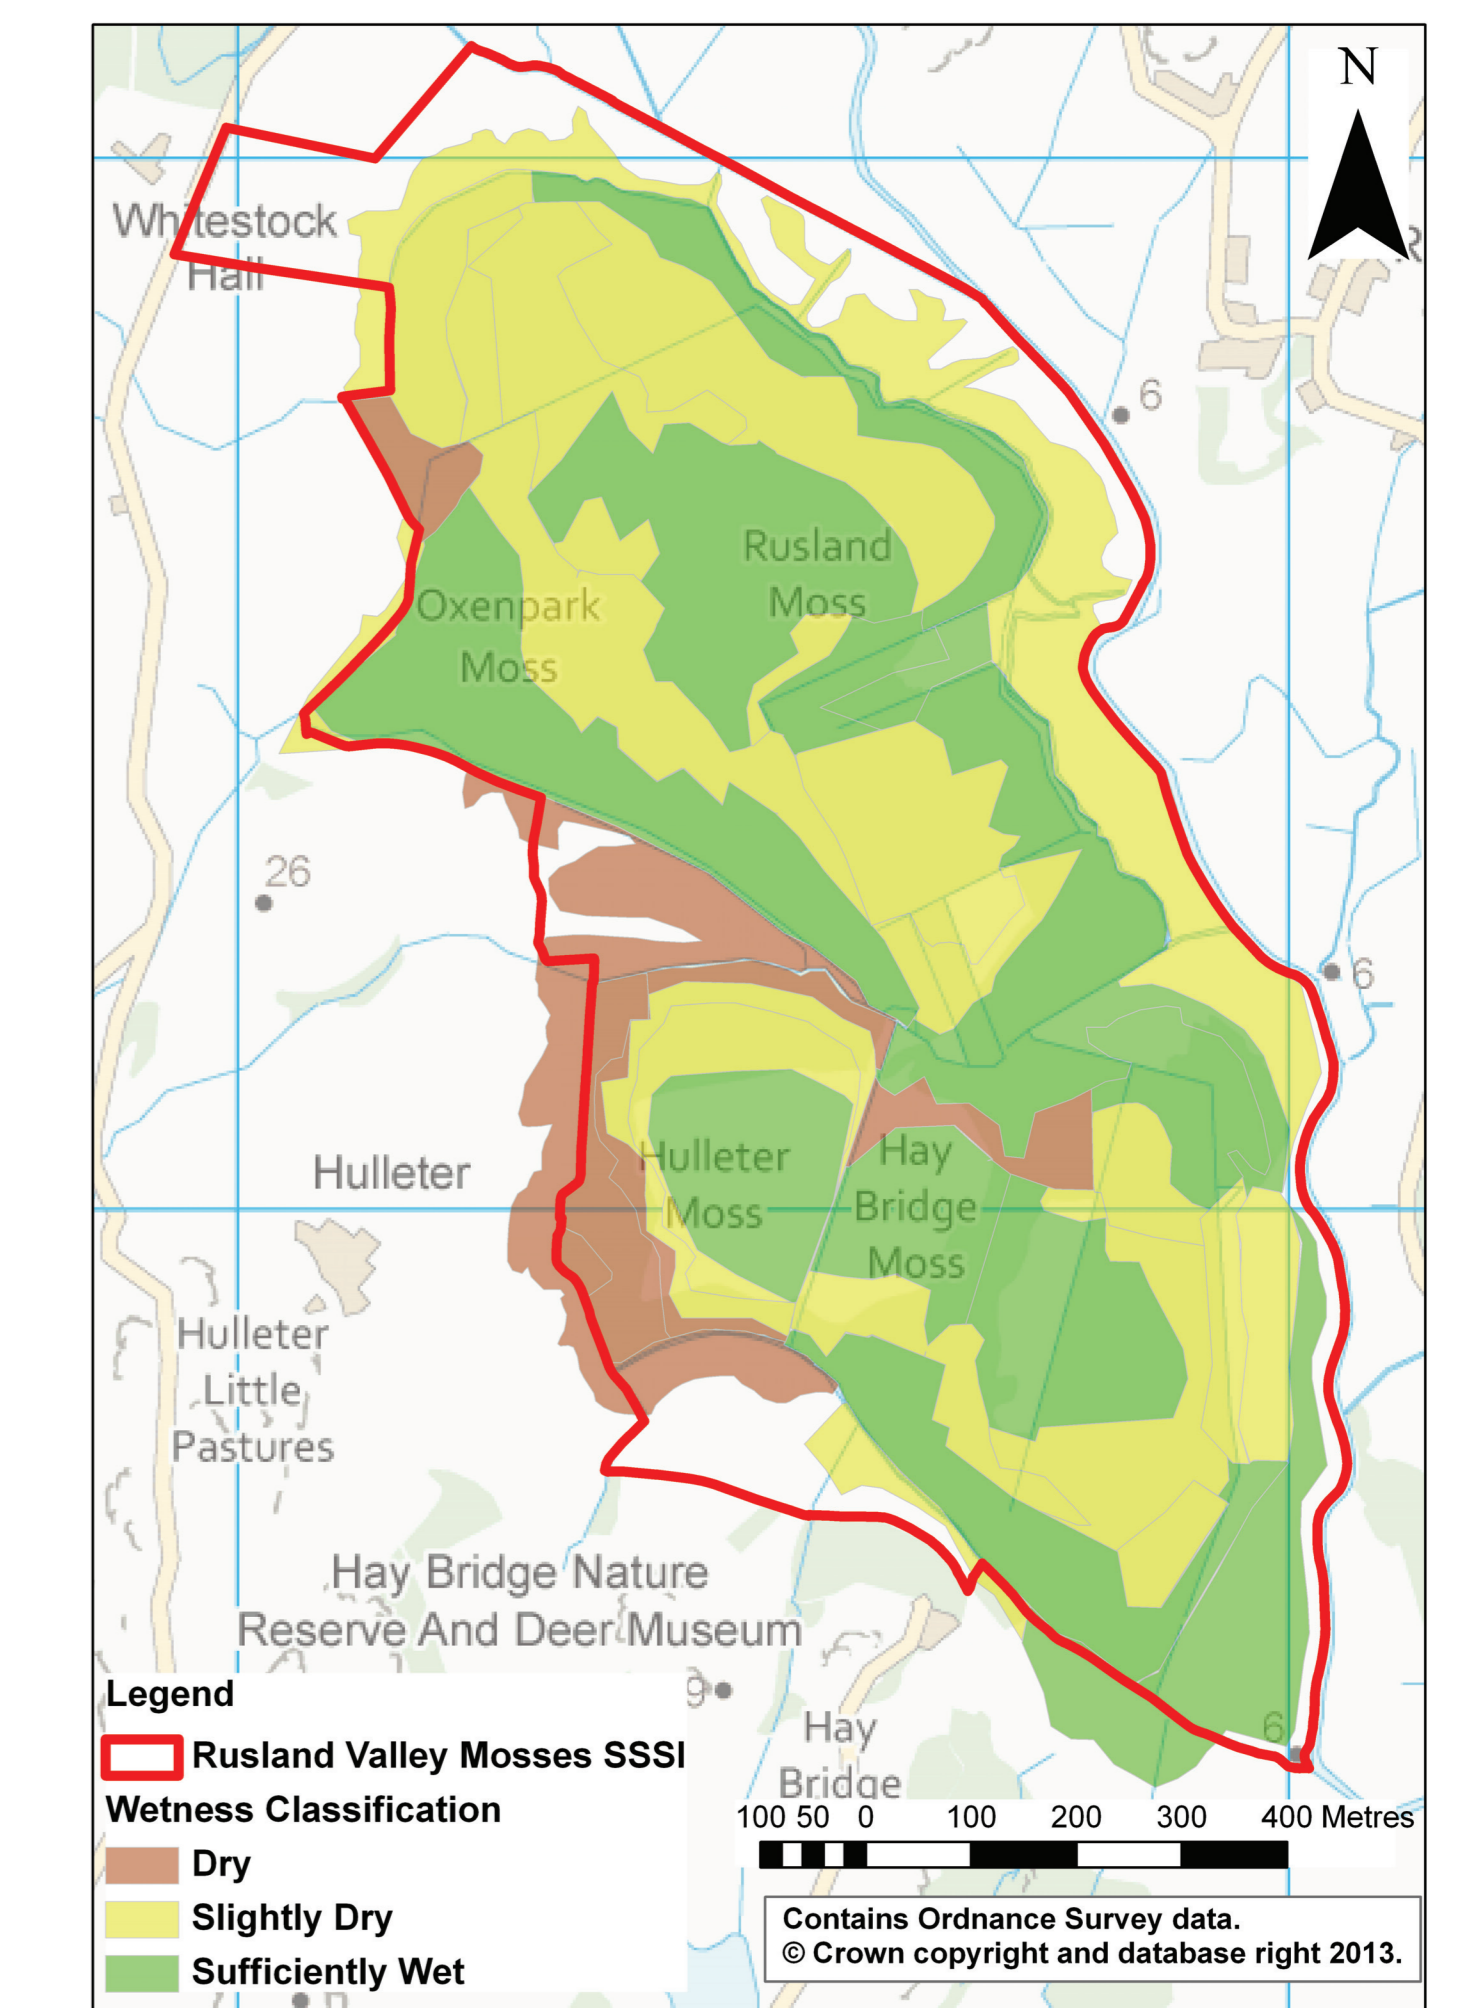 N
Whitestock
Hall
R
6
Rusland
Moss
Oxenpark
Moss
26
6
Hulleter
Hulleter
Moss
Hay
Bridge
Moss
Hulleter
Little
Pastures
Hay Bridge Nature
Reserve And Deer Museum
9
Hay
Bridge
6
Legend
Rusland Valley Mosses SSSI
Wetness Classification
Dry
Slightly Dry
Sufficiently Wet
100 50 0 100 200 300 400 Metres
Contains Ordnance Survey data.
© Crown copyright and database right 2013.